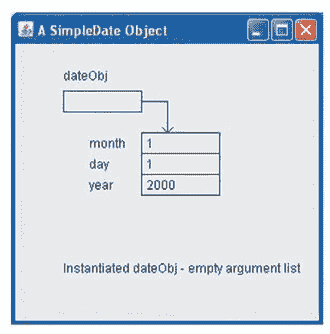 A SimpleDate Object
dateObj
month 1
day 1
year 2000
Instantiated dateObj - empty argument list